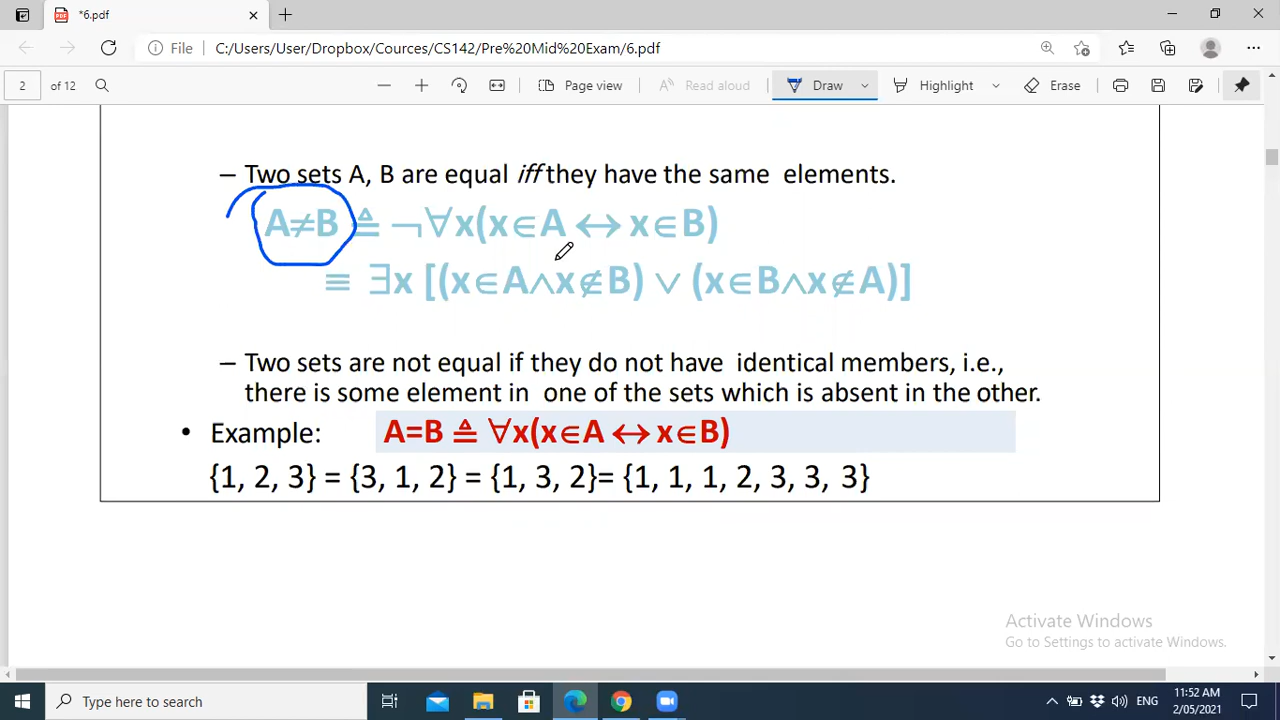 *6.pdf
File C:/Users/User/Dropbox/Cources/CS142/Pre%20Mid%20Exam/6.pdf
2 of 12 Page view Read aloud Draw Highlight Erase
– Two sets A, B are equal iff they have the same elements.
A≠B ≜ ¬∀x(x∈A ↔ x∈B)
≡ ∃x [(x∈A∧x∉B) ∨ (x∈B∧x∉A)]
– Two sets are not equal if they do not have identical members, i.e.,
there is some element in one of the sets which is absent in the other.
• Example: A=B ≜ ∀x(x∈A ↔ x∈B)
{1, 2, 3} = {3, 1, 2} = {1, 3, 2}= {1, 1, 1, 2, 3, 3, 3}
Activate Windows
Go to Settings to activate Windows.
Type here to search
ENG
11:52 AM
2/05/2021